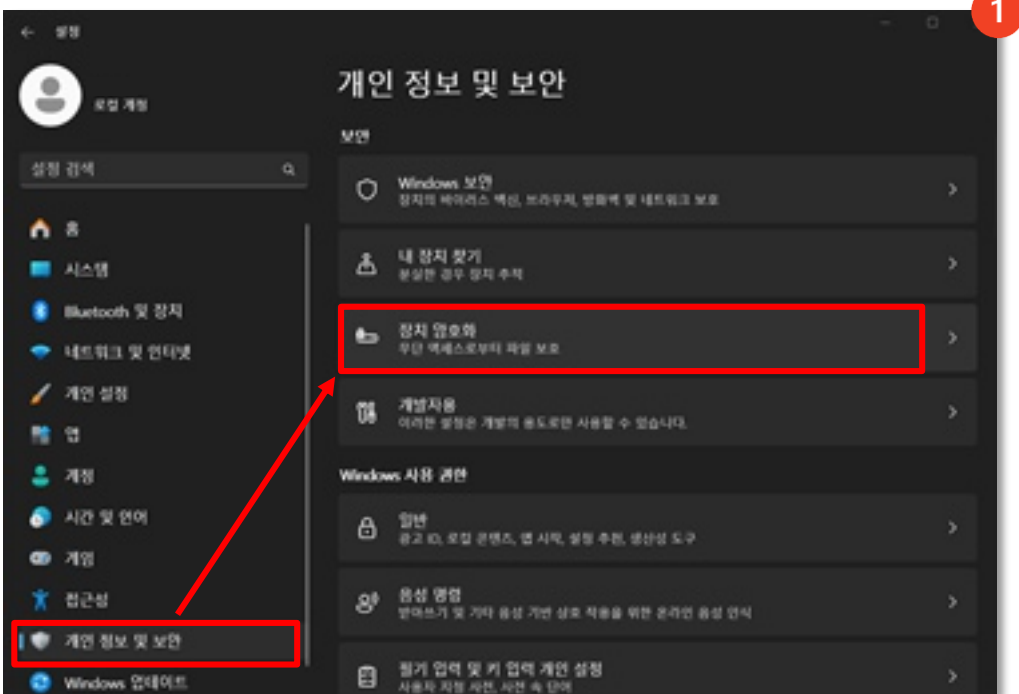 1
설정
로컬 계정
설정 검색
홈
시스템
Bluetooth 및 장치
네트워크 및 인터넷
개인 설정
앱
계정
시간 및 언어
게임
접근성
개인 정보 및 보안
Windows 업데이트
개인 정보 및 보안
보안
Windows 보안
장치의 바이러스 백신, 브라우저, 방화벽 및 네트워크 보호
내 장치 찾기
분실한 경우 장치 추적
장치 암호화
무단 액세스로부터 파일 보호
개발자용
이러한 설정은 개발의 용도로만 사용할 수 있습니다.
Windows 사용 권한
일반
광고 ID, 로컬 콘텐츠, 앱 시작, 설정 추천, 생산성 도구
음성 명령
받아쓰기 및 기타 음성 기반 상호 작용을 위한 온라인 음성 인식
필기 입력 및 키 입력 개인 설정
사용자 지정 사전, 사전 속 단어